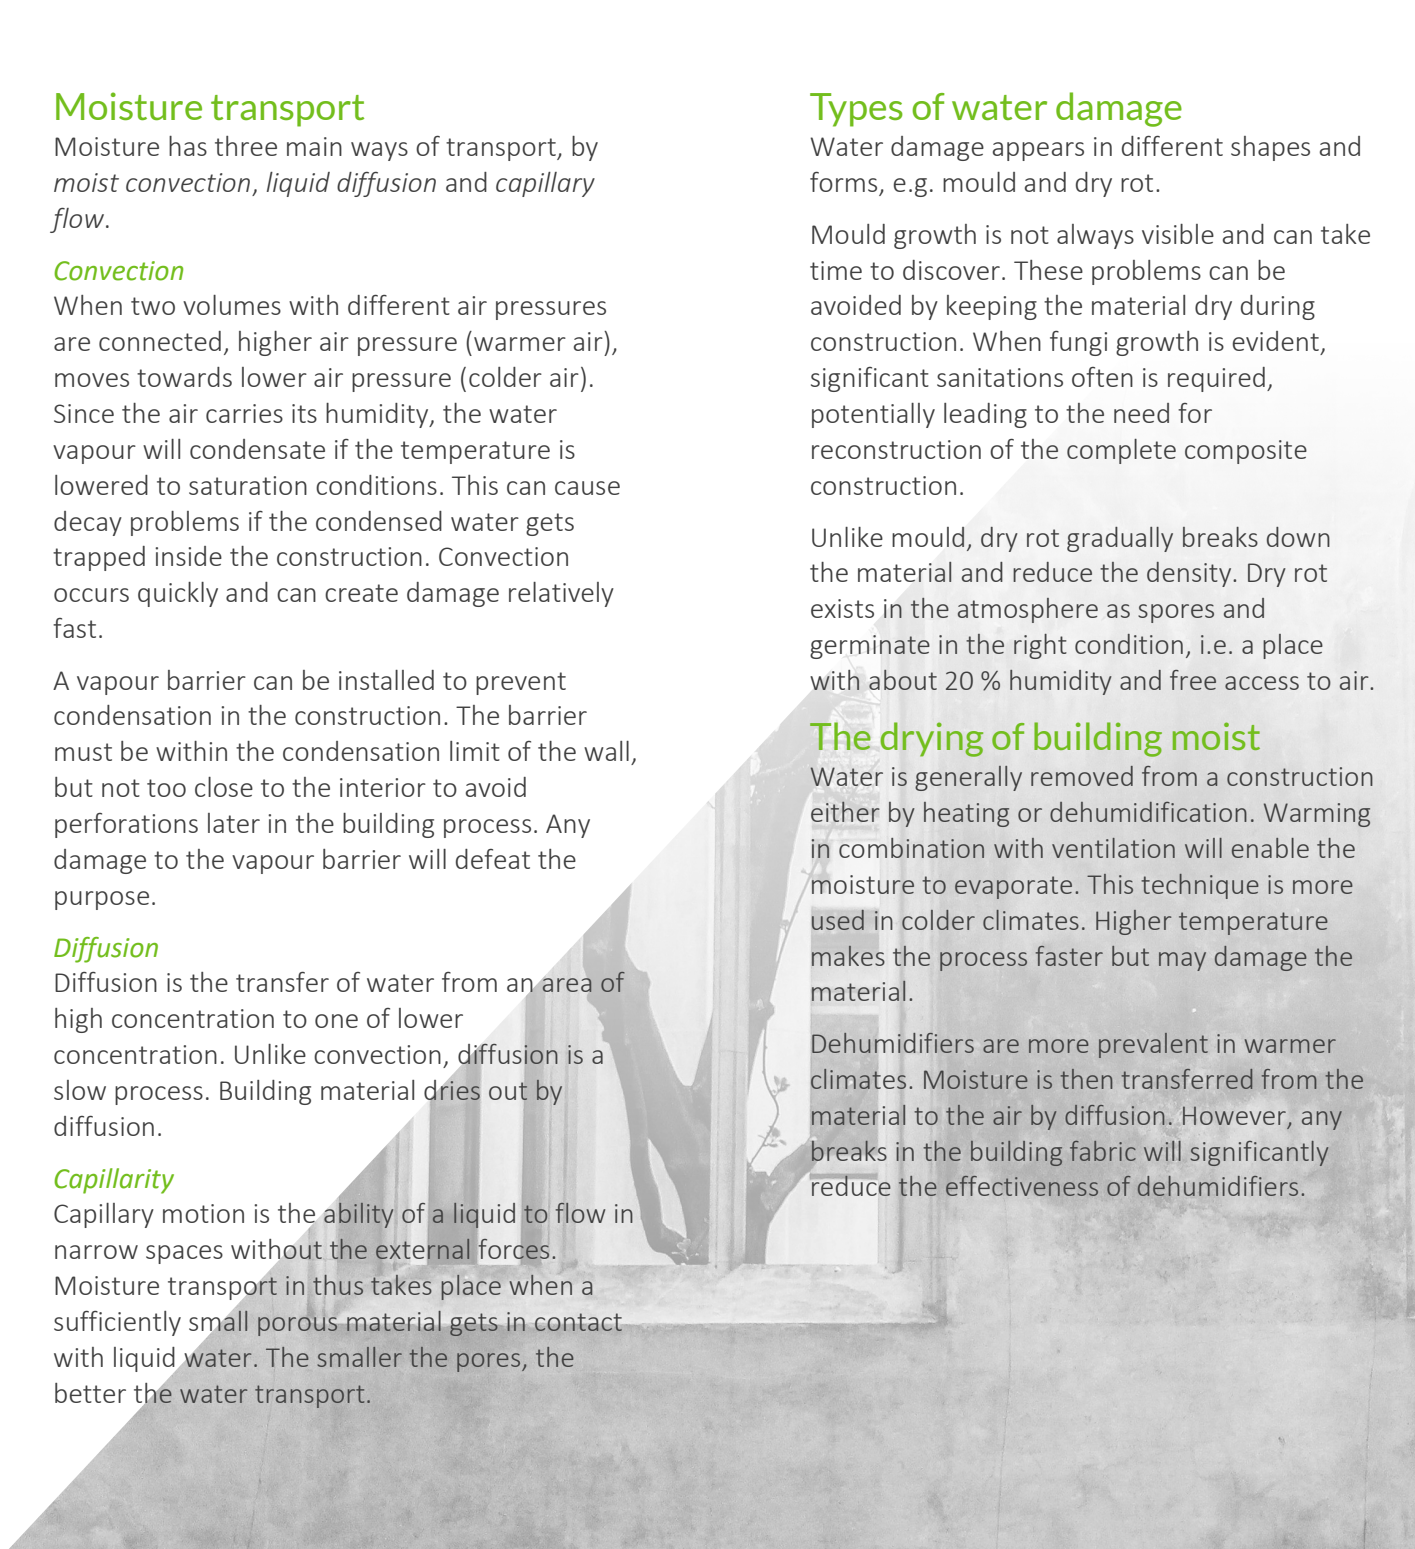 Moisture transport
Moisture has three main ways of transport, by
moist convection, liquid diffusion and capillary
flow.
Convection
When two volumes with different air pressures
are connected, higher air pressure (warmer air),
moves towards lower air pressure (colder air).
Since the air carries its humidity, the water
vapour will condensate if the temperature is
lowered to saturation conditions. This can cause
decay problems if the condensed water gets
trapped inside the construction. Convection
occurs quickly and can create damage relatively
fast.
A vapour barrier can be installed to prevent
condensation in the construction. The barrier
must be within the condensation limit of the wall,
but not too close to the interior to avoid
perforations later in the building process. Any
damage to the vapour barrier will defeat the
purpose.
Diffusion
Diffusion is the transfer of water from an area of
high concentration to one of lower
concentration. Unlike convection, diffusion is a
slow process. Building material dries out by
diffusion.
Capillarity
Capillary motion is the ability of a liquid to flow in
narrow spaces without the external forces.
Moisture transport in thus takes place when a
sufficiently small porous material gets in contact
with liquid water. The smaller the pores, the
better the water transport.
Types of water damage
Water damage appears in different shapes and
forms, e.g. mould and dry rot.
Mould growth is not always visible and can take
time to discover. These problems can be
avoided by keeping the material dry during
construction. When fungi growth is evident,
significant sanitations often is required,
potentially leading to the need for
reconstruction of the complete composite
construction.
Unlike mould, dry rot gradually breaks down
the material and reduce the density. Dry rot
exists in the atmosphere as spores and
germinate in the right condition, i.e. a place
with about 20 % humidity and free access to air.
The drying of building moist
Water is generally removed from a construction
either by heating or dehumidification. Warming
in combination with ventilation will enable the
moisture to evaporate. This technique is more
used in colder climates. Higher temperature
makes the process faster but may damage the
material.
Dehumidifiers are more prevalent in warmer
climates. Moisture is then transferred from the
material to the air by diffusion. However, any
breaks in the building fabric will significantly
reduce the effectiveness of dehumidifiers.